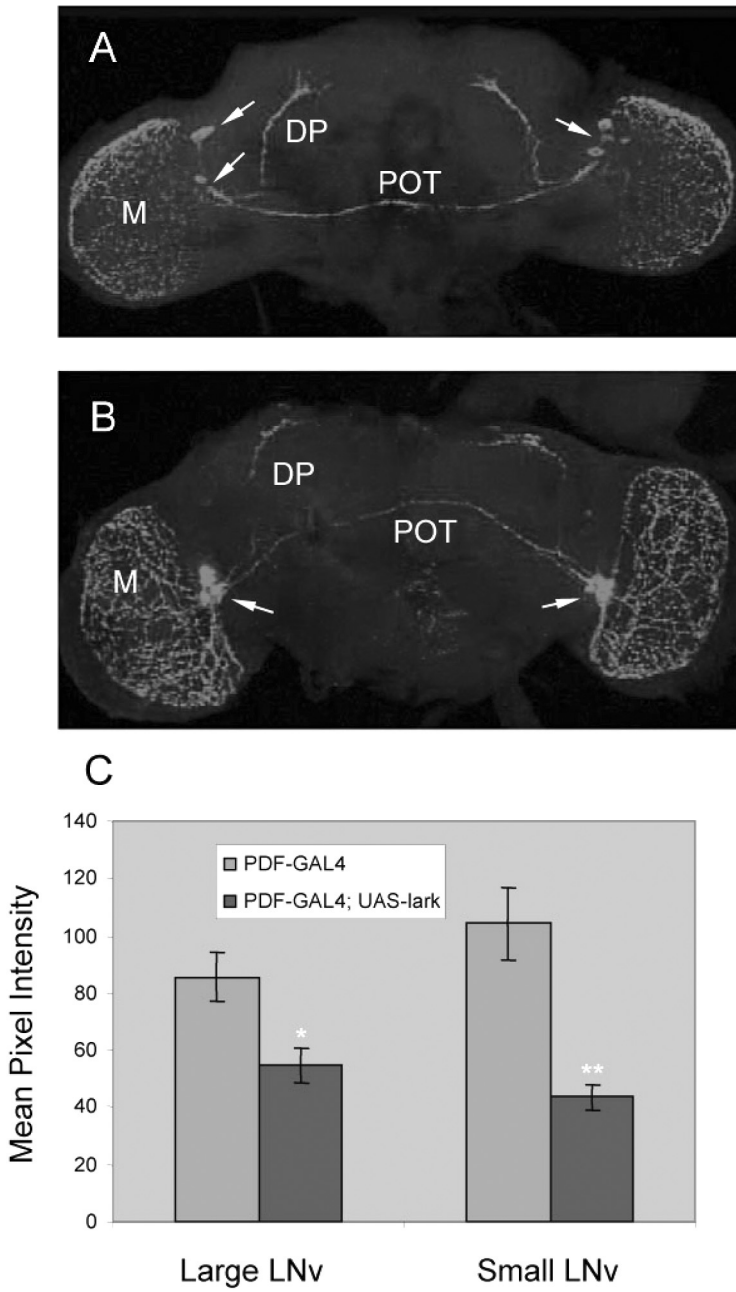 A
DP
POT
M
B
DP
POT
M
C
140
120
100
80
60
40
20
0
Mean Pixel Intensity
PDF-GAL4
PDF-GAL4; UAS-lark
*
**
Large LNv
Small LNv